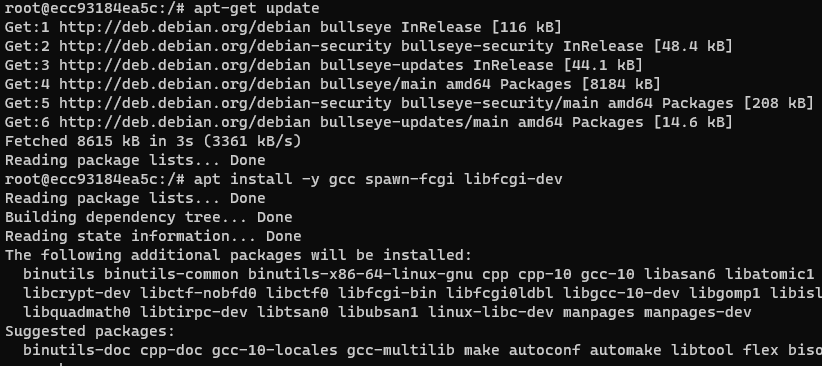 root@ecc93184ea5c:/# apt-get update
Get:1 http://deb.debian.org/debian bullseye InRelease [116 kB]
Get:2 http://deb.debian.org/debian-security bullseye-security InRelease [48.4 kB]
Get:3 http://deb.debian.org/debian bullseye-updates InRelease [44.1 kB]
Get:4 http://deb.debian.org/debian bullseye/main amd64 Packages [8184 kB]
Get:5 http://deb.debian.org/debian-security bullseye-security/main amd64 Packages [208 kB]
Get:6 http://deb.debian.org/debian bullseye-updates/main amd64 Packages [14.6 kB]
Fetched 8615 kB in 3s (3361 kB/s)
Reading package lists... Done
root@ecc93184ea5c:/# apt install -y gcc spawn-fcgi libfcgi-dev
Reading package lists... Done
Building dependency tree... Done
Reading state information... Done
The following additional packages will be installed:
  binutils binutils-common binutils-x86-64-linux-gnu cpp cpp-10 gcc-10 libasan6 libatomic1
  libcrypt-dev libctf-nobfd0 libctf0 libfcgi-bin libfcgi0ldbl libgcc-10-dev libgomp1 libisl
  libquadmath0 libtirpc-dev libtsan0 libubsan1 linux-libc-dev manpages manpages-dev
Suggested packages:
  binutils-doc cpp-doc gcc-10-locales gcc-multilib make autoconf automake libtool flex biso